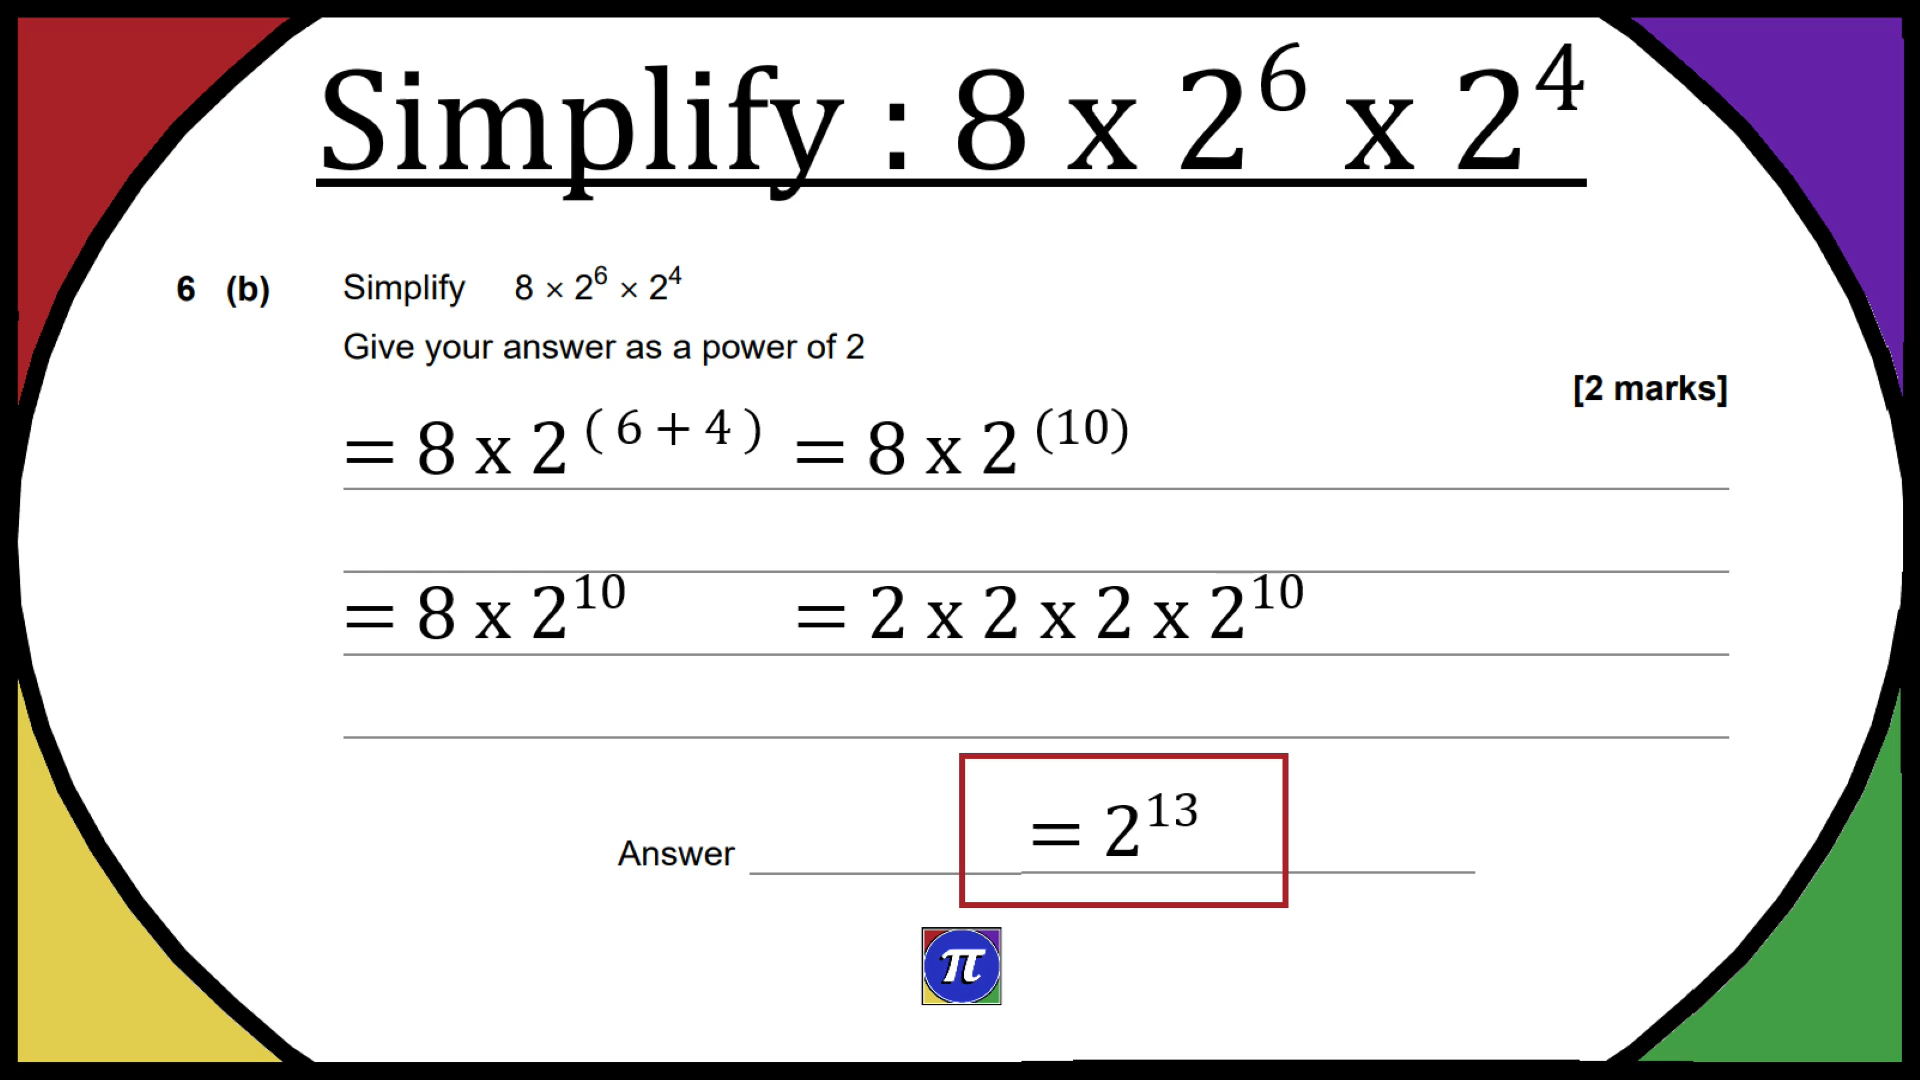 Simplify : 8 x 2⁶ x 2⁴
6 (b) Simplify 8 × 2⁶ × 2⁴
Give your answer as a power of 2
[2 marks]
= 8 x 2⁽ ⁶ ⁺ ⁴ ⁾ = 8 x 2⁽¹⁰⁾
= 8 x 2¹⁰ = 2 x 2 x 2 x 2¹⁰
= 2¹³
Answer
π